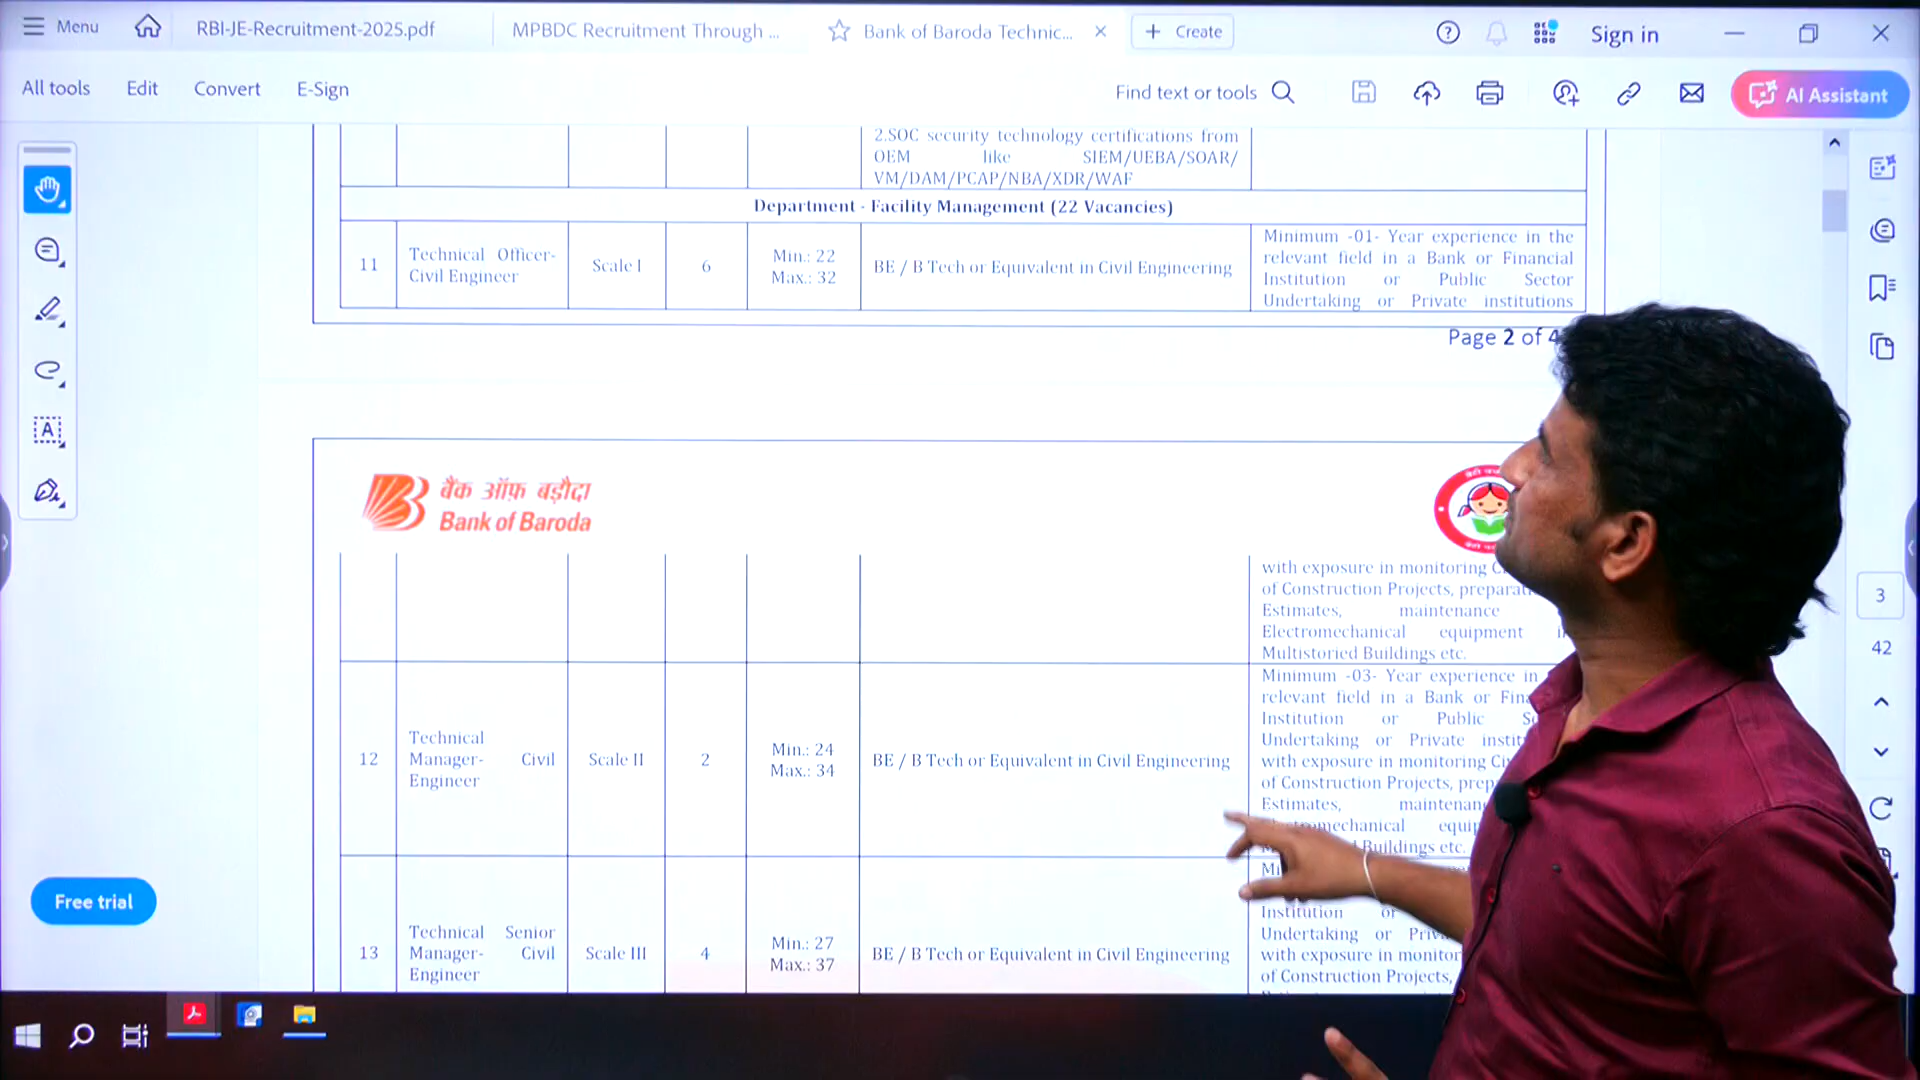 Menu
RBI-JE-Recruitment-2025.pdf
MPBDC Recruitment Through ...
Bank of Baroda Technic...
Create
Sign in
All tools
Edit
Convert
E-Sign
Find text or tools
AI Assistant
2.SOC security technology certifications from
OEM like SIEM/UEBA/SOAR/
VM/DAM/PCAP/NBA/XDR/WAF
Department - Facility Management (22 Vacancies)
11
Technical Officer-
Civil Engineer
Scale I
6
Min.: 22
Max.: 32
BE / B Tech or Equivalent in Civil Engineering
Minimum -01- Year experience in the
relevant field in a Bank or Financial
Institution or Public Sector
Undertaking or Private institutions
Page 2 of 4
बैंक ऑफ़ बड़ौदा
Bank of Baroda
with exposure in monitoring
of Construction Projects,
Estimates, maintenance
Electromechanical equipment
Multistoried Buildings etc.
12
Technical
Manager- Civil
Engineer
Scale II
2
Min.: 24
Max.: 34
BE / B Tech or Equivalent in Civil Engineering
Minimum -03- Year experience in
relevant field in a Bank or
Institution or Public
Undertaking or Private
with exposure in monitoring
of Construction Projects,
Estimates,
Buildings etc.
13
Technical Senior
Manager- Civil
Engineer
Scale III
4
Min.: 27
Max.: 37
BE / B Tech or Equivalent in Civil Engineering
Institution or
Undertaking or
with exposure in monitor
of Construction Projects,
3
42
Free trial